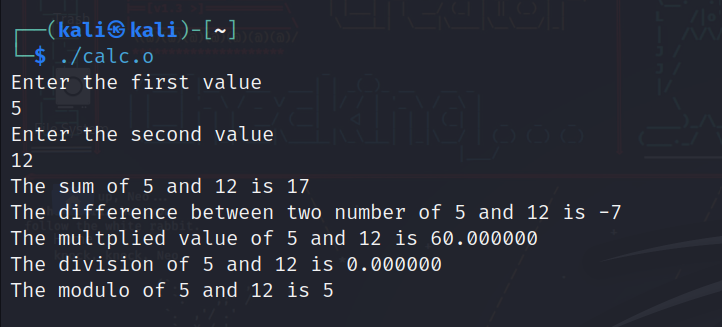 ┌──(kali㉿kali)-[~]
└─$ ./calc.o
Enter the first value
5
Enter the second value
12
The sum of 5 and 12 is 17
The difference between two number of 5 and 12 is -7
The multplied value of 5 and 12 is 60.000000
The division of 5 and 12 is 0.000000
The modulo of 5 and 12 is 5